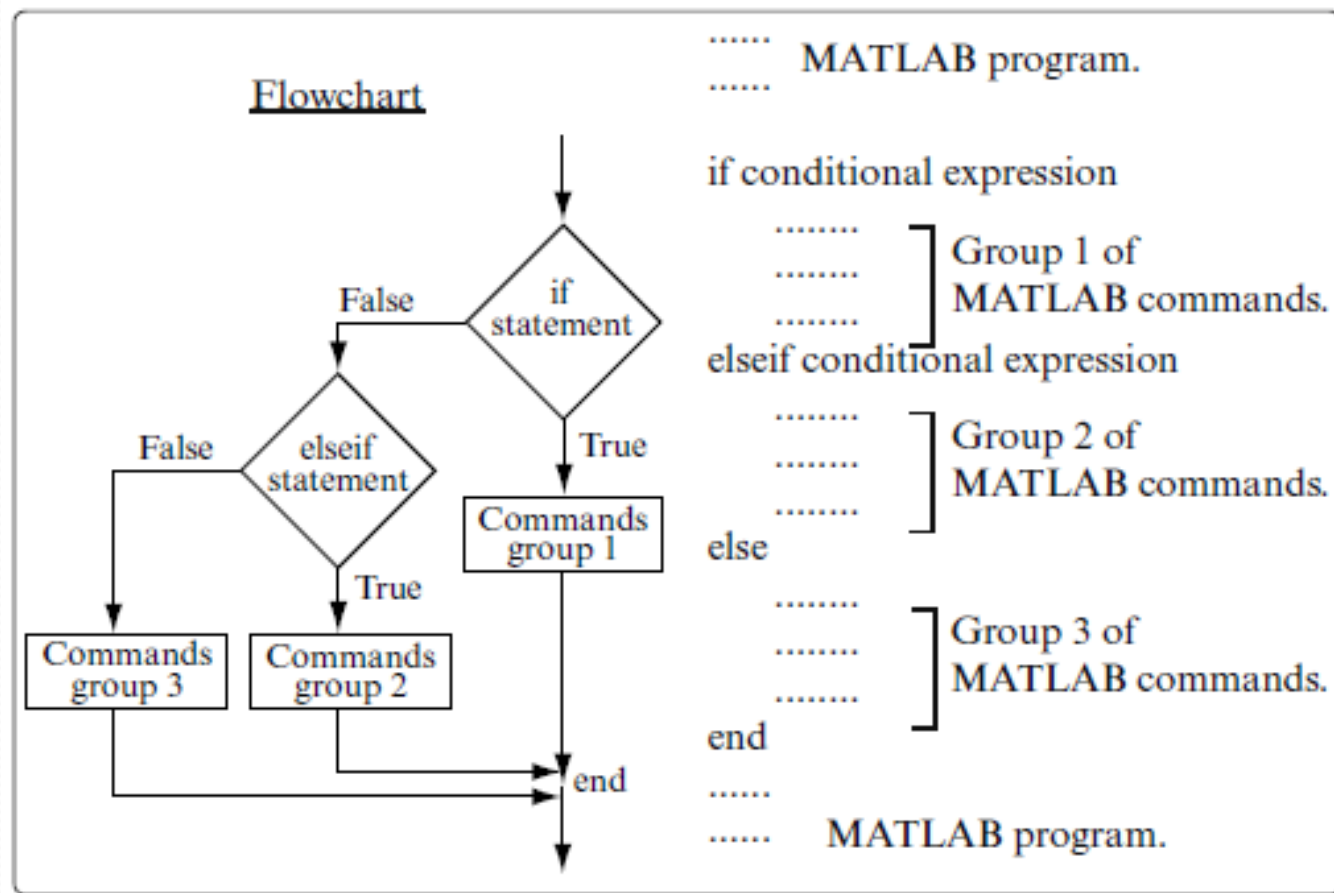 Flowchart
if
statement
False
True
elseif
statement
False
True
Commands
group 1
Commands
group 3
Commands
group 2
end
......
MATLAB program.
......
if conditional expression
........
........
........
Group 1 of
MATLAB commands.
elseif conditional expression
........
........
........
Group 2 of
MATLAB commands.
else
........
........
........
Group 3 of
MATLAB commands.
end
......
...... MATLAB program.